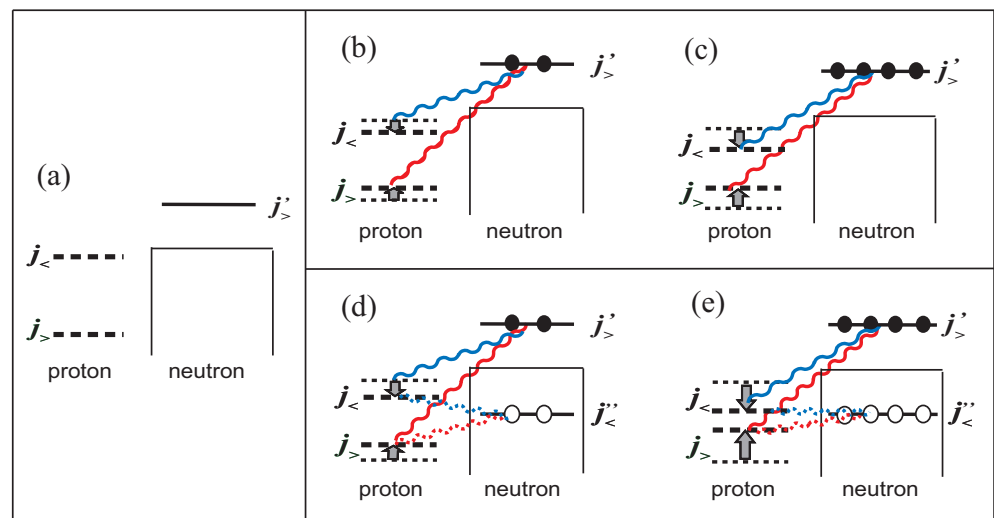 (a)
j'>
j<
j>
proton neutron
(b)
j'>
j<
j>
proton neutron
(c)
j'>
j<
j>
proton neutron
(d)
j'>
j<
j''<
j>
proton neutron
(e)
j'>
j<
j''<
j>
proton neutron